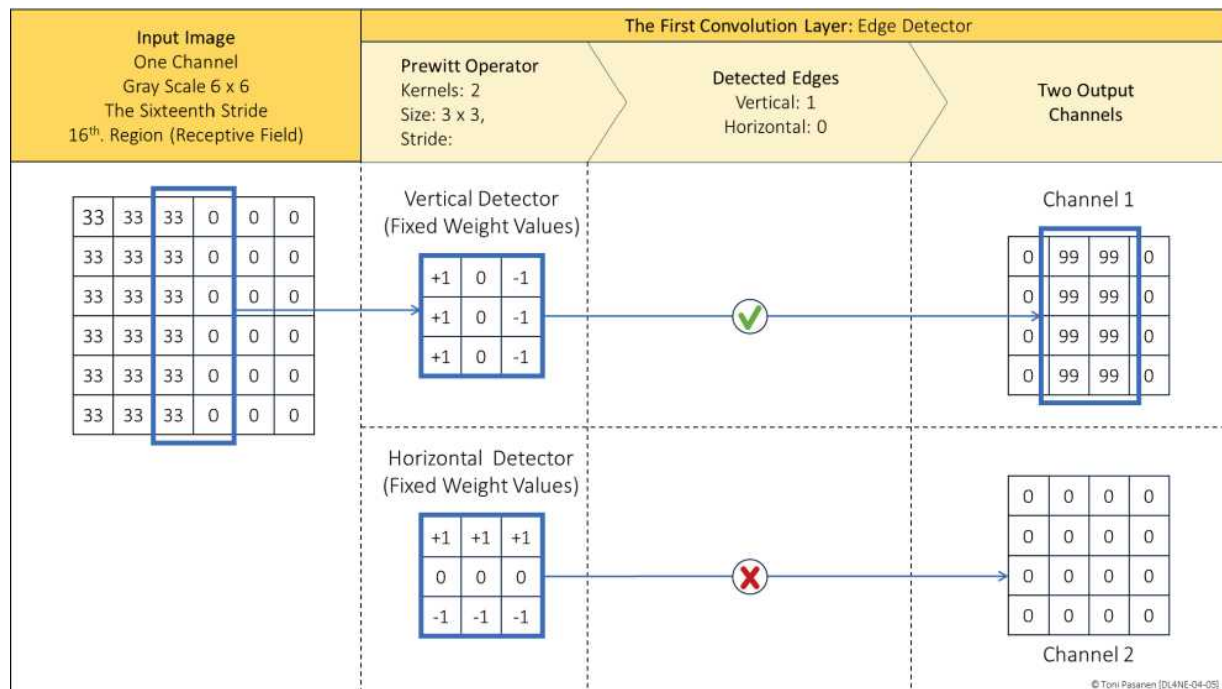 Input Image
One Channel
Gray Scale 6 x 6
The Sixteenth Stride
16th. Region (Receptive Field)
The First Convolution Layer: Edge Detector
Prewitt Operator
Kernels: 2
Size: 3 x 3,
Stride:
Detected Edges
Vertical: 1
Horizontal: 0
Two Output
Channels
33 33 33 0 0 0
33 33 33 0 0 0
33 33 33 0 0 0
33 33 33 0 0 0
33 33 33 0 0 0
33 33 33 0 0 0
Vertical Detector
(Fixed Weight Values)
+1 0 -1
+1 0 -1
+1 0 -1
Channel 1
0 99 99 0
0 99 99 0
0 99 99 0
0 99 99 0
Horizontal Detector
(Fixed Weight Values)
+1 +1 +1
0 0 0
-1 -1 -1
0 0 0 0
0 0 0 0
0 0 0 0
0 0 0 0
Channel 2
© Toni Pasanen [DL4NE-04-05]